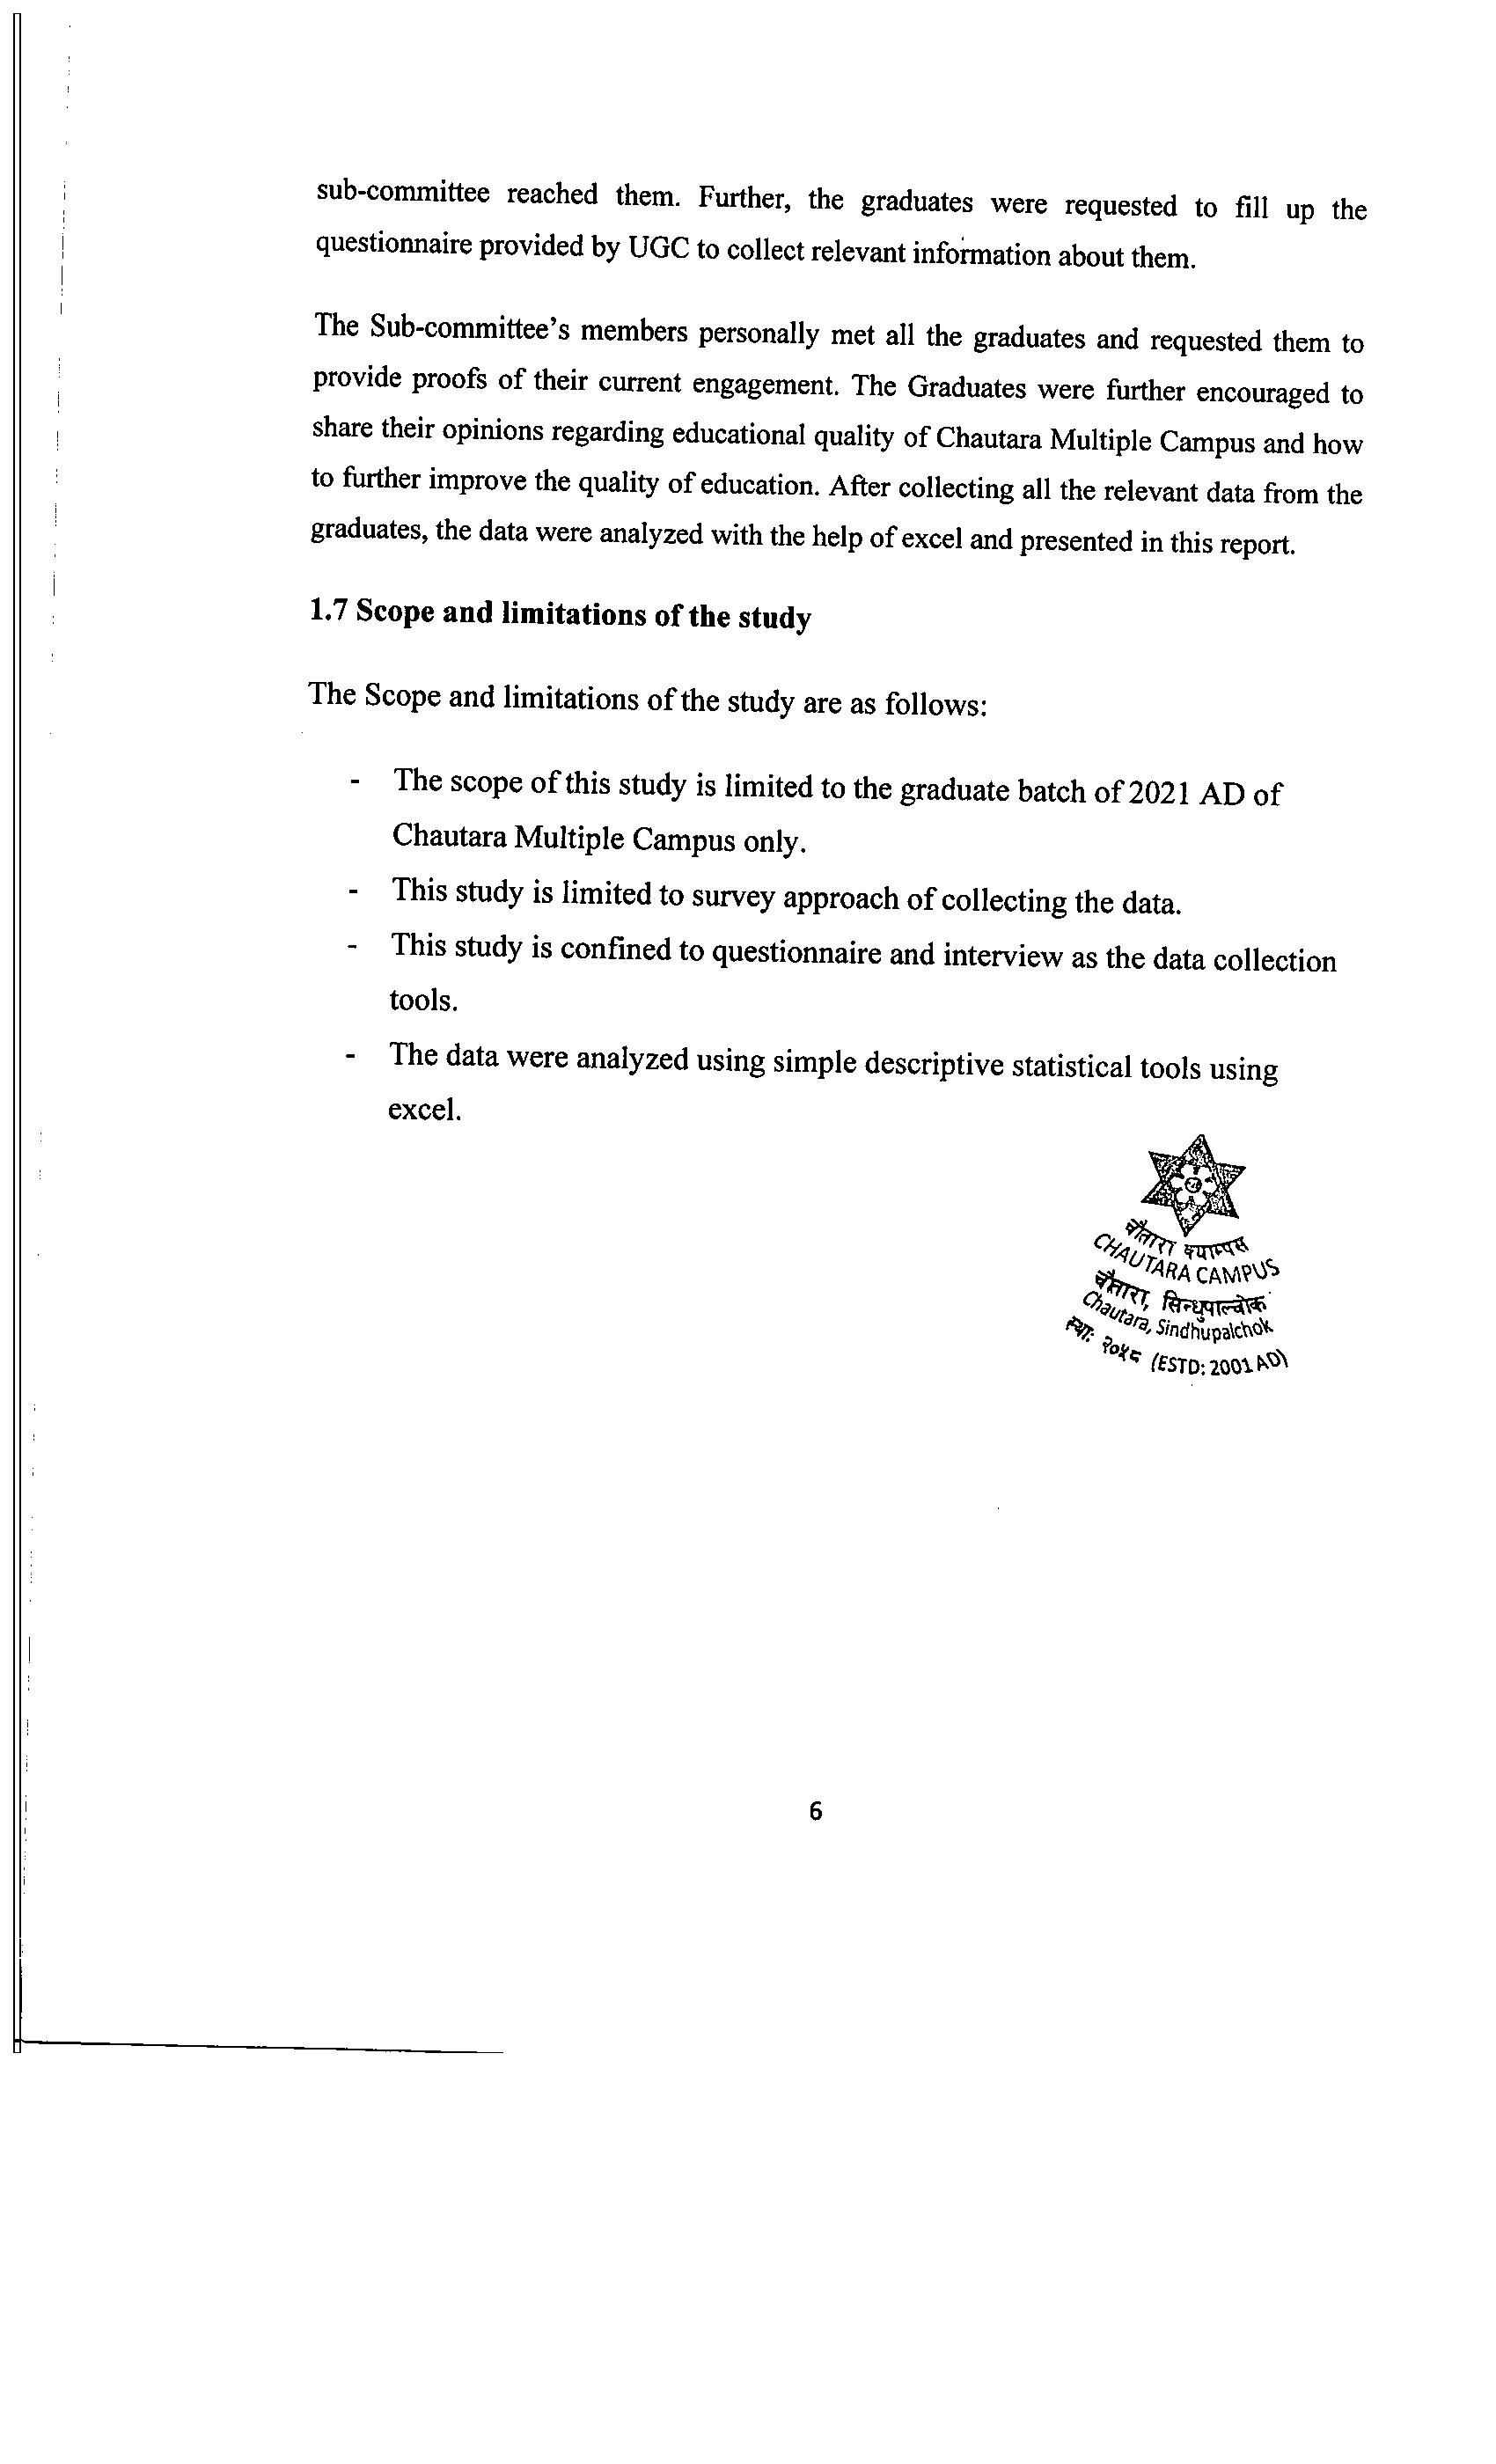 sub-committee reached them. Further, the graduates were requested to fill up the
questionnaire provided by UGC to collect relevant information about them.
The Sub-committee's members personally met all the graduates and requested them to
provide proofs of their current engagement. The Graduates were further encouraged to
share their opinions regarding educational quality of Chautara Multiple Campus and how
to further improve the quality of education. After collecting all the relevant data from the
graduates, the data were analyzed with the help of excel and presented in this report.
1.7 Scope and limitations of the study
The Scope and limitations of the study are as follows:
- The scope of this study is limited to the graduate batch of 2021 AD of
Chautara Multiple Campus only.
- This study is limited to survey approach of collecting the data.
- This study is confined to questionnaire and interview as the data collection
tools.
- The data were analyzed using simple descriptive statistical tools using
excel.
चौतारा क्याम्पस
CHAUTARA CAMPUS
चौतारा, सिन्धुपाल्चोक
Chautara, Sindhupalchok
स्था: २०५८ (ESTD: 2001 AD)
6